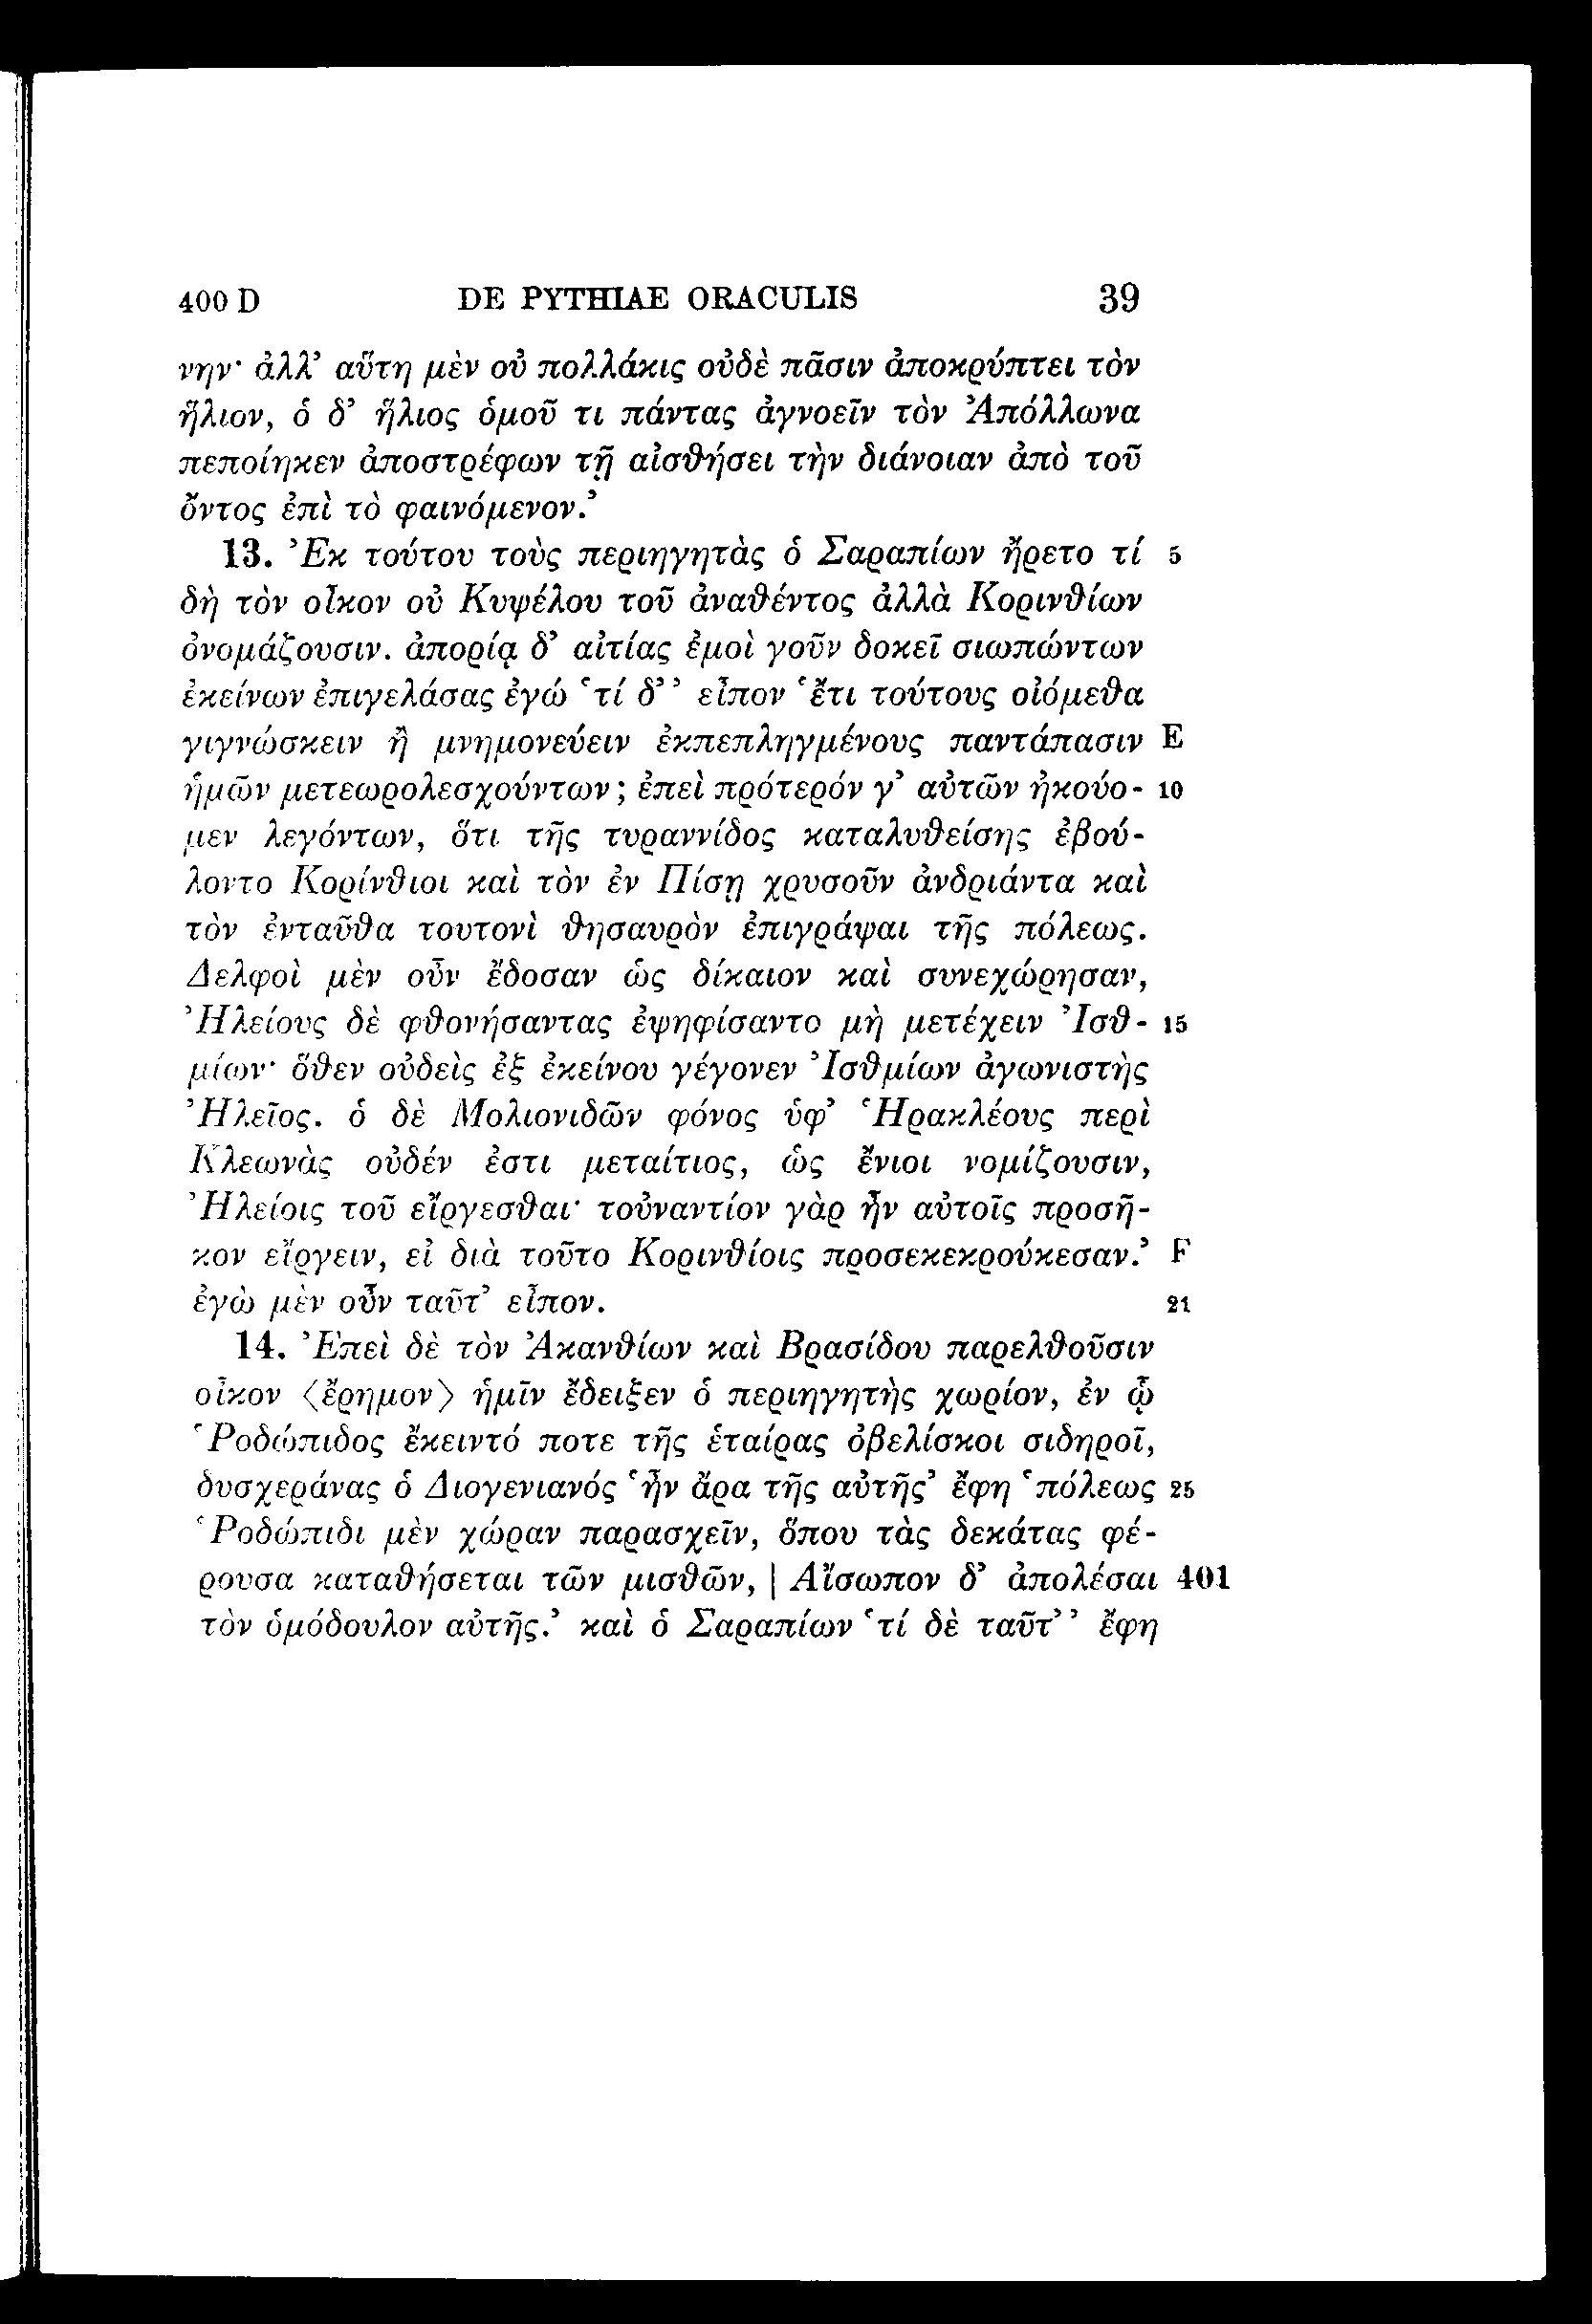 400 D DE PYTHIAE ORACULIS 39
νην· ἀλλ’ αὕτη μὲν οὐ πολλάκις οὐδὲ πᾶσιν ἀποκρύπτει τὸν
ἥλιον, ὁ δ’ ἥλιος ὁμοῦ τι πάντας ἀγνοεῖν τὸν Ἀπόλλωνα
πεποίηκεν ἀποστρέφων τῇ αἰσθήσει τὴν διάνοιαν ἀπὸ τοῦ
ὄντος ἐπὶ τὸ φαινόμενον.’
13. Ἐκ τούτου τοὺς περιηγητὰς ὁ Σαραπίων ἤρετο τί 5
δὴ τὸν οἶκον οὐ Κυψέλου τοῦ ἀναθέντος ἀλλὰ Κορινθίων
ὀνομάζουσιν. ἀπορίᾳ δ’ αἰτίας ἐμοὶ γοῦν δοκεῖ σιωπώντων
ἐκείνων ἐπιγελάσας ἐγώ ‘τί δ’’ εἶπον ‘ἔτι τούτους οἰόμεθα
γιγνώσκειν ἢ μνημονεύειν ἐκπεπληγμένους παντάπασιν E
ἡμῶν μετεωρολεσχούντων; ἐπεὶ πρότερόν γ’ αὐτῶν ἠκούο- 10
μεν λεγόντων, ὅτι τῆς τυραννίδος καταλυθείσης ἐβού-
λοντο Κορίνθιοι καὶ τὸν ἐν Πίσῃ χρυσοῦν ἀνδριάντα καὶ
τὸν ἐνταῦθα τουτονὶ θησαυρὸν ἐπιγράψαι τῆς πόλεως.
Δελφοὶ μὲν οὖν ἔδοσαν ὡς δίκαιον καὶ συνεχώρησαν,
Ἠλείους δὲ φθονήσαντας ἐψηφίσαντο μὴ μετέχειν Ἰσθ- 15
μίων· ὅθεν οὐδεὶς ἐξ ἐκείνου γέγονεν Ἰσθμίων ἀγωνιστὴς
Ἠλεῖος. ὁ δὲ Μολιονιδῶν φόνος ὑφ’ Ἡρακλέους περὶ
Κλεωνὰς οὐδέν ἐστι μεταίτιος, ὡς ἔνιοι νομίζουσιν,
Ἠλείοις τοῦ εἴργεσθαι· τοὐναντίον γὰρ ἦν αὐτοῖς προσῆ-
κον εἴργειν, εἰ διὰ τοῦτο Κορινθίοις προσεκεκρούκεσαν.’ F
ἐγὼ μὲν οὖν ταῦτ’ εἶπον. 21
14. Ἐπεὶ δὲ τὸν Ἀκανθίων καὶ Βρασίδου παρελθοῦσιν
οἶκον ⟨ἔρημον⟩ ἡμῖν ἔδειξεν ὁ περιηγητὴς χωρίον, ἐν ᾧ
Ῥοδώπιδος ἔκειντό ποτε τῆς ἑταίρας ὀβελίσκοι σιδηροῖ,
δυσχεράνας ὁ Διογενιανός ‘ἦν ἄρα τῆς αὐτῆς’ ἔφη ‘πόλεως 25
Ῥοδώπιδι μὲν χώραν παρασχεῖν, ὅπου τὰς δεκάτας φέ-
ρουσα καταθήσεται τῶν μισθῶν, | Αἴσωπον δ’ ἀπολέσαι 401
τὸν ὁμόδουλον αὐτῆς.’ καὶ ὁ Σαραπίων ‘τί δὲ ταῦτ’’ ἔφη